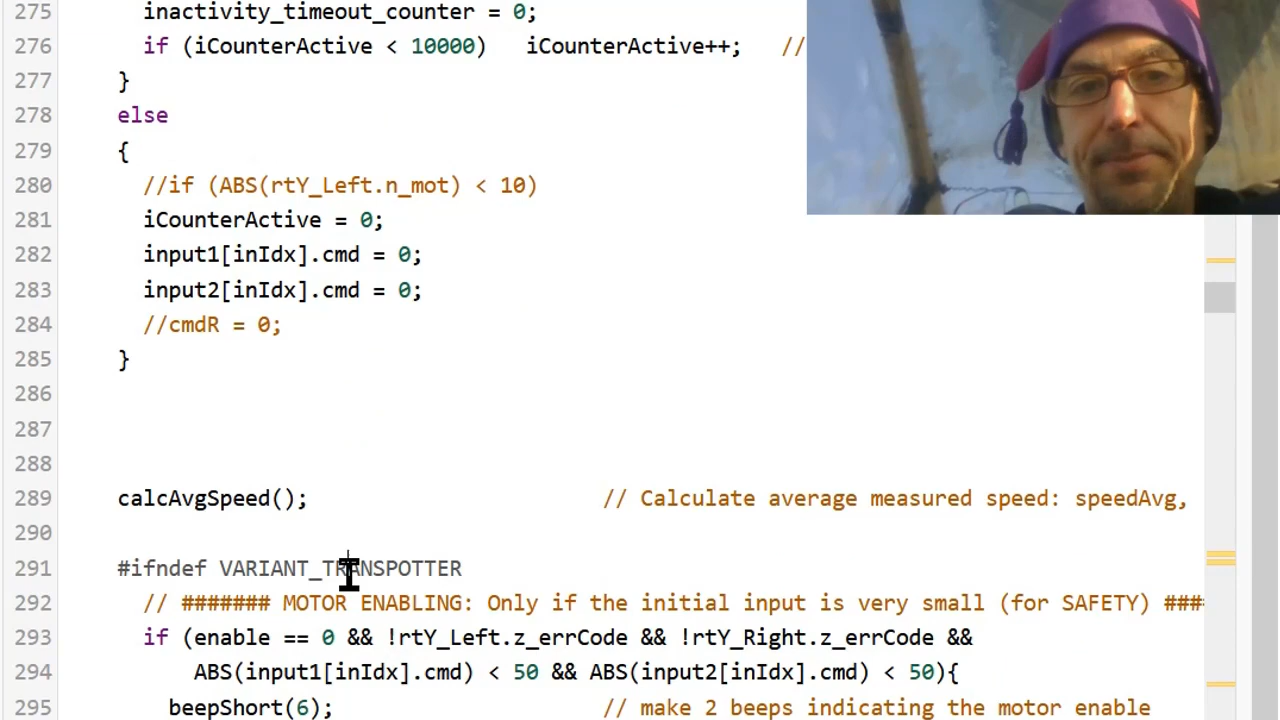 275 inactivity_timeout_counter = 0;
276 if (iCounterActive < 10000) iCounterActive++; //
277 }
278 else
279 {
280 //if (ABS(rtY_Left.n_mot) < 10)
281 iCounterActive = 0;
282 input1[inIdx].cmd = 0;
283 input2[inIdx].cmd = 0;
284 //cmdR = 0;
285 }
286
287
288
289 calcAvgSpeed(); // Calculate average measured speed: speedAvg,
290
291 #ifndef VARIANT_TRANSPOTTER
292 // ####### MOTOR ENABLING: Only if the initial input is very small (for SAFETY) ####
293 if (enable == 0 && !rtY_Left.z_errCode && !rtY_Right.z_errCode &&
294 ABS(input1[inIdx].cmd) < 50 && ABS(input2[inIdx].cmd) < 50){
295 beepShort(6); // make 2 beeps indicating the motor enable